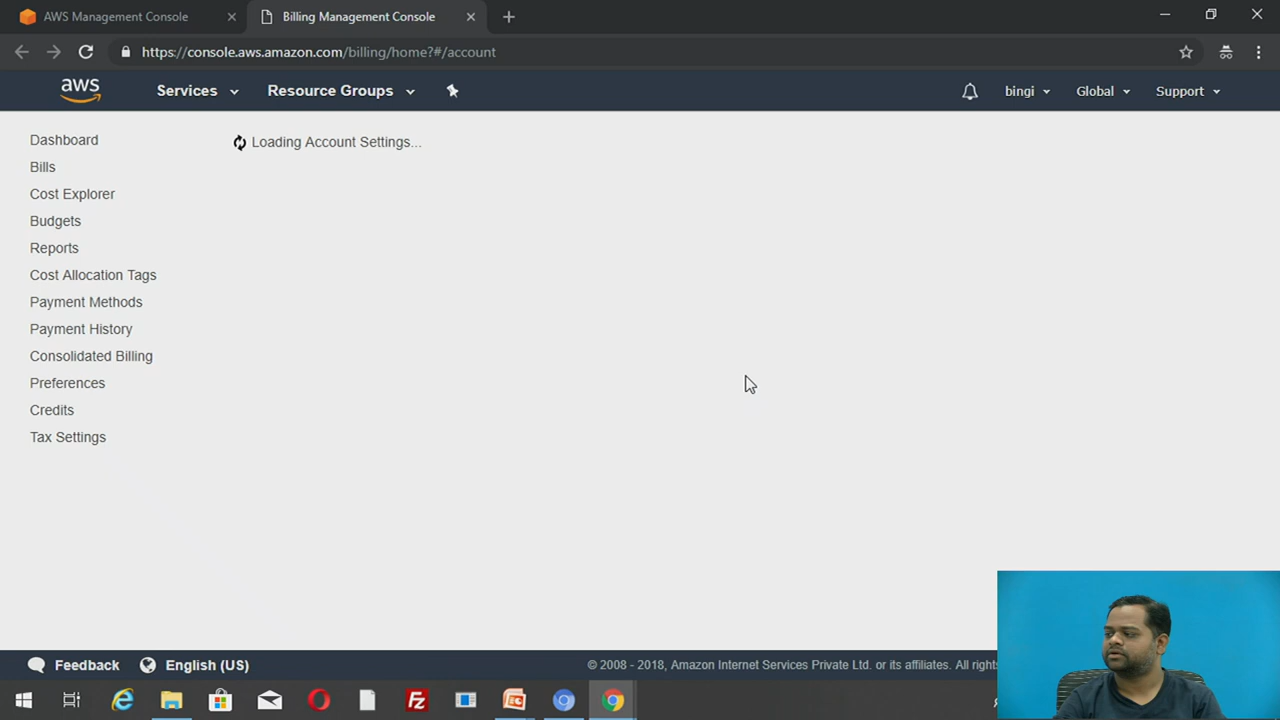 AWS Management Console
Billing Management Console
https://console.aws.amazon.com/billing/home?#/account
aws
Services
Resource Groups
bingi
Global
Support
Dashboard
Loading Account Settings...
Bills
Cost Explorer
Budgets
Reports
Cost Allocation Tags
Payment Methods
Payment History
Consolidated Billing
Preferences
Credits
Tax Settings
Feedback
English (US)
© 2008 - 2018, Amazon Internet Services Private Ltd. or its affiliates. All righ